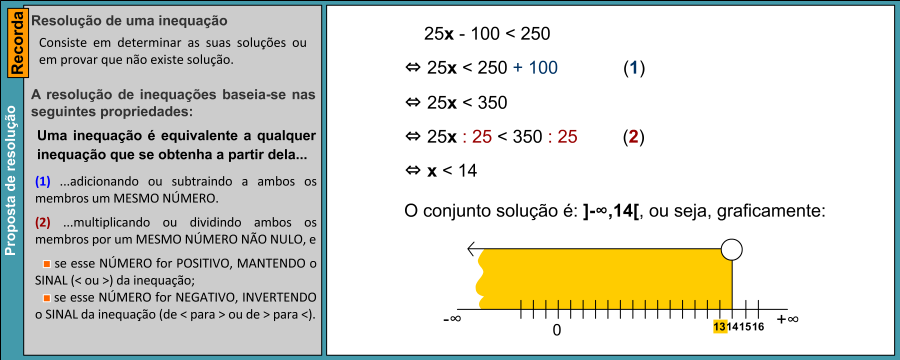 Proposta de resolução
Recorda
Resolução de uma inequação
Consiste em determinar as suas soluções ou
em provar que não existe solução.
A resolução de inequações baseia-se nas
seguintes propriedades:
Uma inequação é equivalente a qualquer
inequação que se obtenha a partir dela...
(1) ...adicionando ou subtraindo a ambos os
membros um MESMO NÚMERO.
(2) ...multiplicando ou dividindo ambos os
membros por um MESMO NÚMERO NÃO NULO, e
se esse NÚMERO for POSITIVO, MANTENDO o
SINAL (< ou >) da inequação;
se esse NÚMERO for NEGATIVO, INVERTENDO
o SINAL da inequação (de < para > ou de > para <).
25x - 100 < 250
⇔ 25x < 250 + 100 (1)
⇔ 25x < 350
⇔ 25x : 25 < 350 : 25 (2)
⇔ x < 14
O conjunto solução é: ]-∞,14[, ou seja, graficamente:
-∞ 0 13 14 15 16 +∞